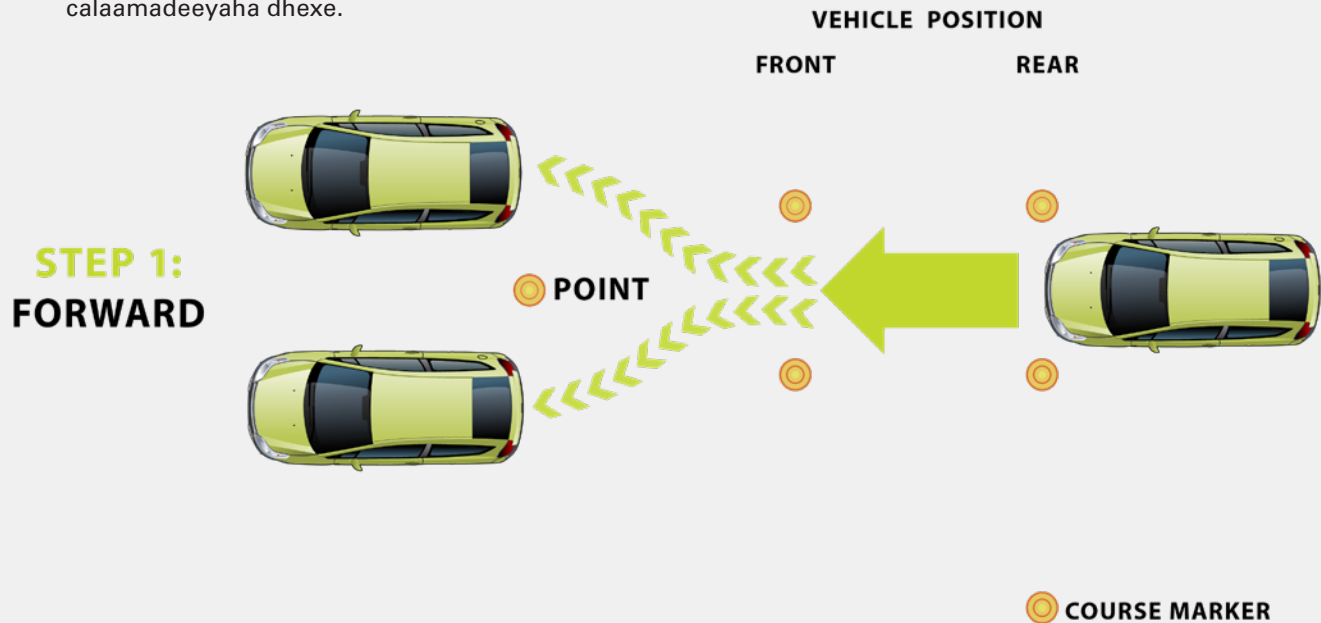 calaamadeeyaha dhexe.
VEHICLE POSITION
FRONT REAR
STEP 1:
FORWARD
POINT
COURSE MARKER